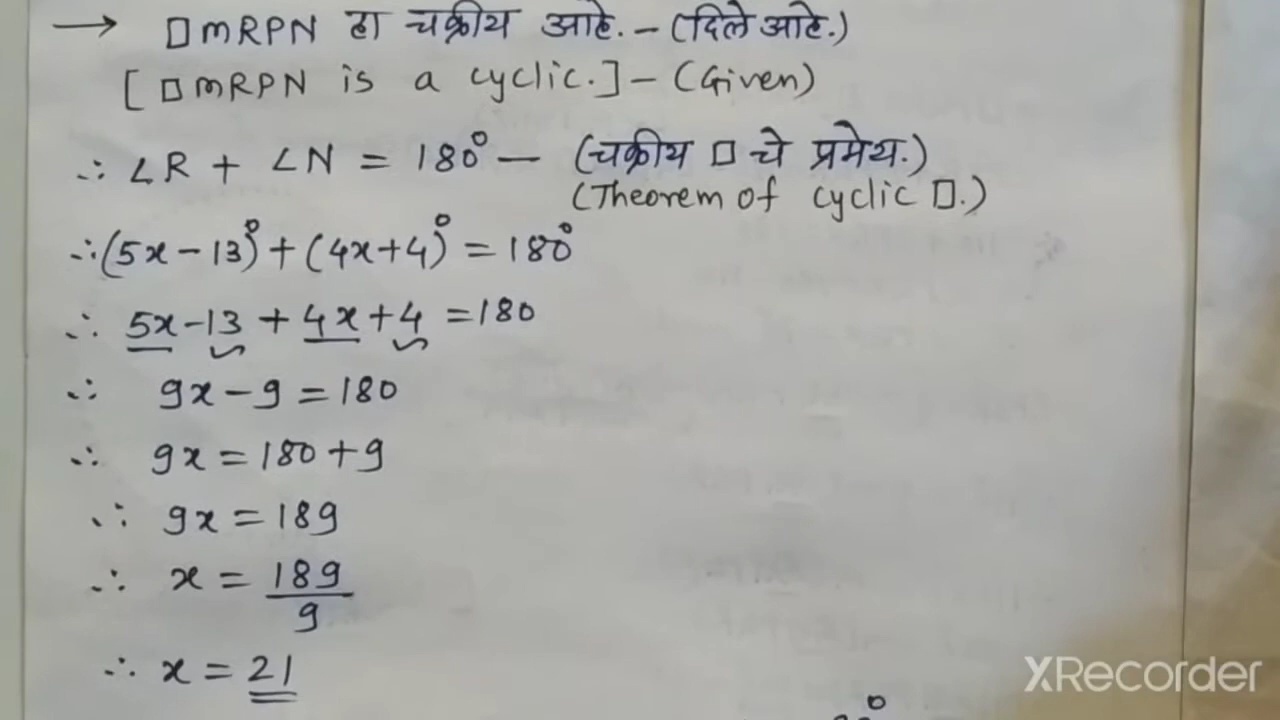 → □MRPN हा चक्रीय आहे. - (दिले आहे.)
[□MRPN is a cyclic.] - (Given)
∴ ∠R + ∠N = 180° - (चक्रीय □ चे प्रमेय.)
(Theorem of cyclic □.)
∴ (5x - 13)° + (4x + 4)° = 180°
∴ 5x - 13 + 4x + 4 = 180
∴ 9x - 9 = 180
∴ 9x = 180 + 9
∴ 9x = 189
∴ x = 189/9
∴ x = 21
XRecorder